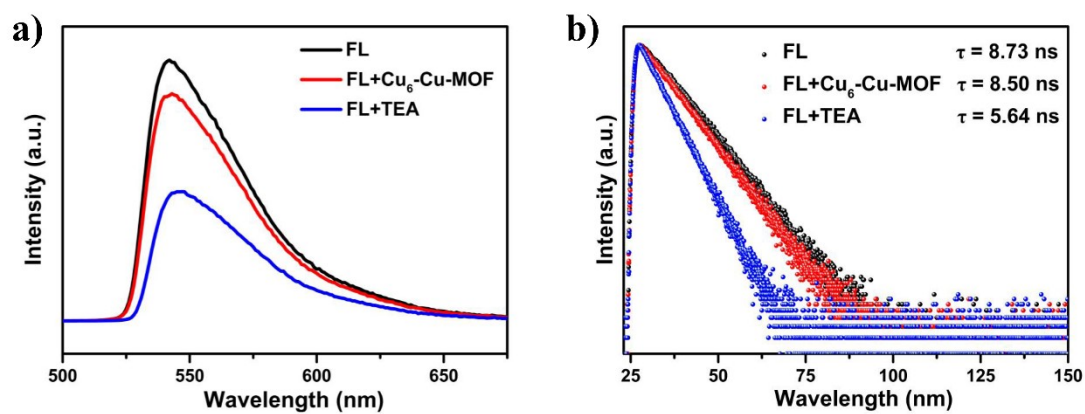 a)
FL
FL+Cu₆-Cu-MOF
FL+TEA
Intensity (a.u.)
500 550 600 650
Wavelength (nm)
b)
FL τ = 8.73 ns
FL+Cu₆-Cu-MOF τ = 8.50 ns
FL+TEA τ = 5.64 ns
Intensity (a.u.)
25 50 75 100 125 150
Wavelength (nm)